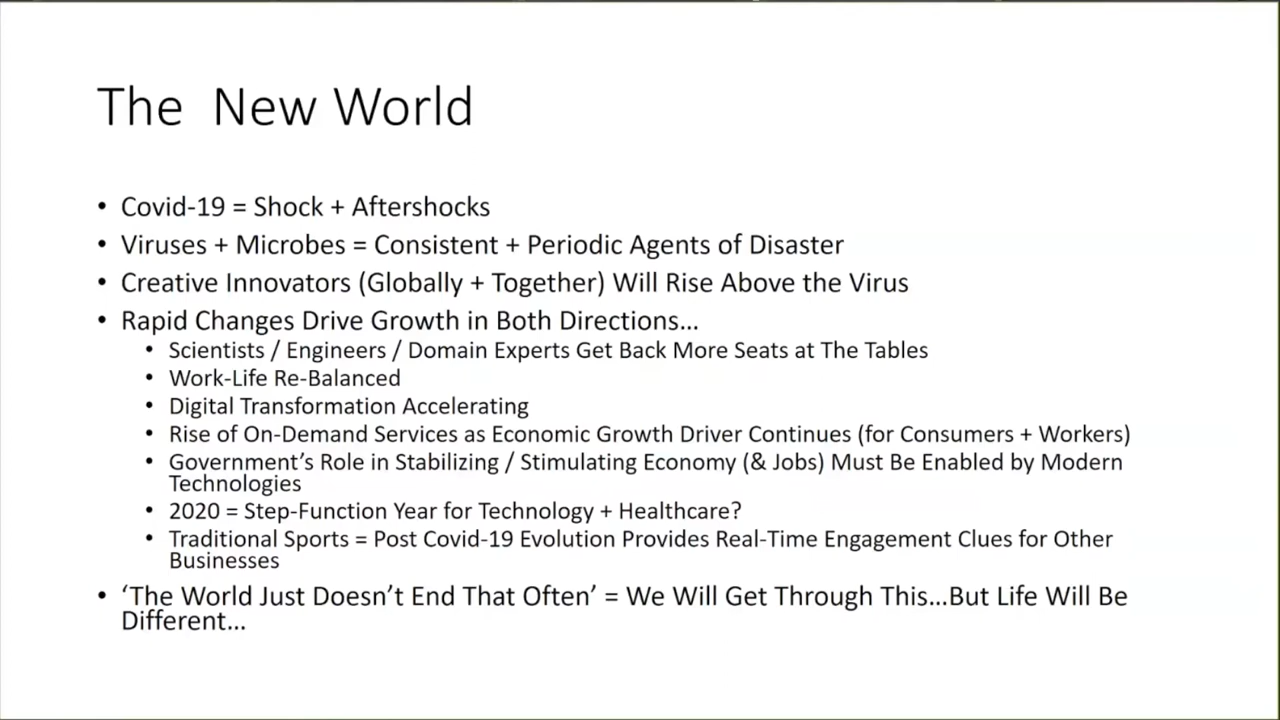 The  New World
• Covid-19 = Shock + Aftershocks
• Viruses + Microbes = Consistent + Periodic Agents of Disaster
• Creative Innovators (Globally + Together) Will Rise Above the Virus
• Rapid Changes Drive Growth in Both Directions…
• Scientists / Engineers / Domain Experts Get Back More Seats at The Tables
• Work-Life Re-Balanced
• Digital Transformation Accelerating
• Rise of On-Demand Services as Economic Growth Driver Continues (for Consumers + Workers)
• Government’s Role in Stabilizing / Stimulating Economy (& Jobs) Must Be Enabled by Modern
Technologies
• 2020 = Step-Function Year for Technology + Healthcare?
• Traditional Sports = Post Covid-19 Evolution Provides Real-Time Engagement Clues for Other
Businesses
• ‘The World Just Doesn’t End That Often’ = We Will Get Through This…But Life Will Be
Different…